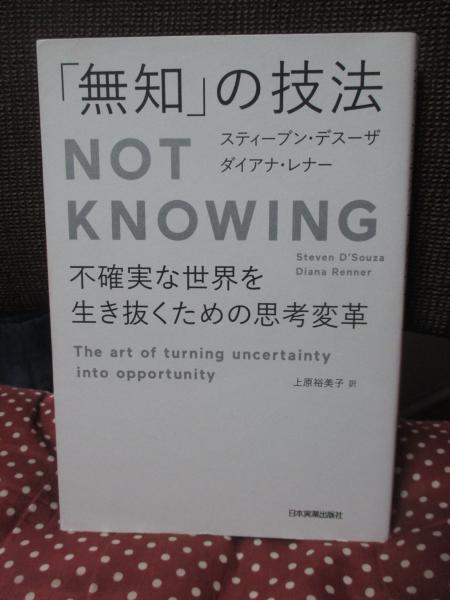 「無知」の技法
NOT
スティーブン・デスーザ
ダイアナ・レナー
KNOWING
Steven D'Souza
Diana Renner
不確実な世界を
生き抜くための思考変革
The art of turning uncertainty
into opportunity
上原裕美子 訳
日本実業出版社